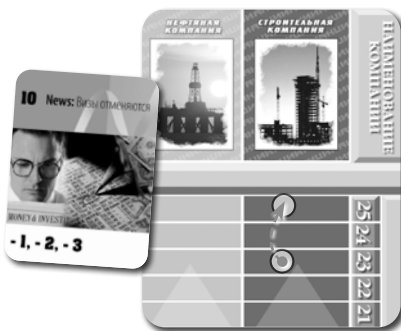 НЕФТЯНАЯ
КОМПАНИЯ
СТРОИТЕЛЬНАЯ
КОМПАНИЯ
НАИМЕНОВАНИЕ
КОМПАНИИ
10 News: Визы отменяются
MONEY & INVEST
- 1, - 2, - 3
25
24
23
22
21